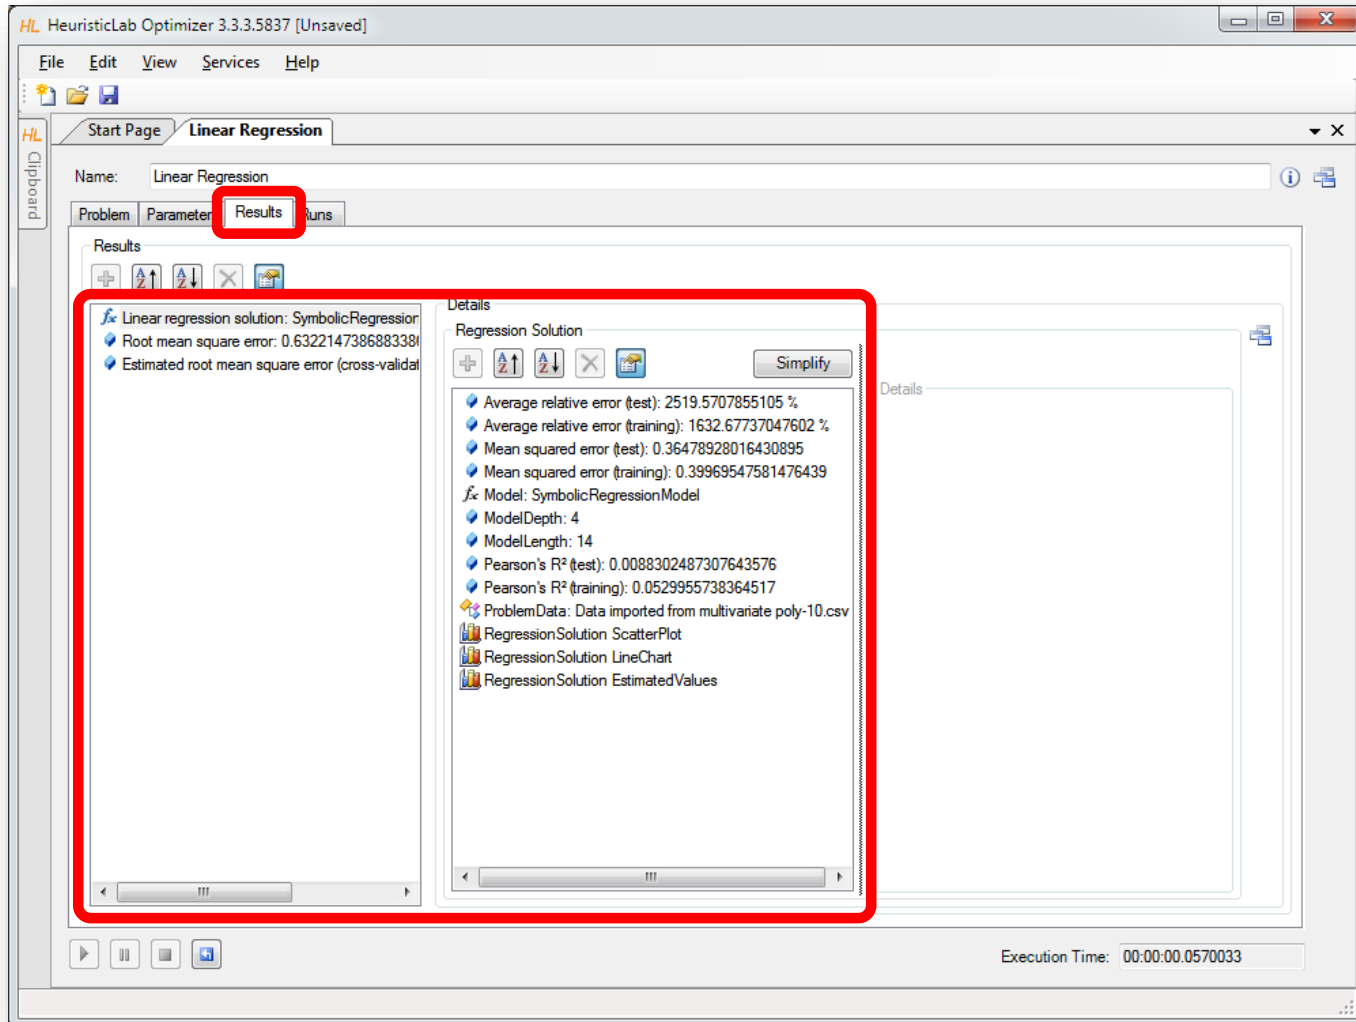 HL HeuristicLab Optimizer 3.3.3.5837 [Unsaved]
File Edit View Services Help
HL Clipboard
Start Page Linear Regression
Name: Linear Regression
Problem Parameter Results Runs
Results
Linear regression solution: SymbolicRegression
Root mean square error: 0.632214738688338
Estimated root mean square error (cross-validat
Details
Regression Solution
Simplify
Average relative error (test): 2519.5707855105 %
Average relative error (training): 1632.67737047602 %
Mean squared error (test): 0.36478928016430895
Mean squared error (training): 0.39969547581476439
Model: SymbolicRegressionModel
ModelDepth: 4
ModelLength: 14
Pearson's R² (test): 0.0088302487307643576
Pearson's R² (training): 0.0529955738364517
ProblemData: Data imported from multivariate poly-10.csv
RegressionSolution ScatterPlot
RegressionSolution LineChart
RegressionSolution EstimatedValues
Details
Execution Time: 00:00:00.0570033